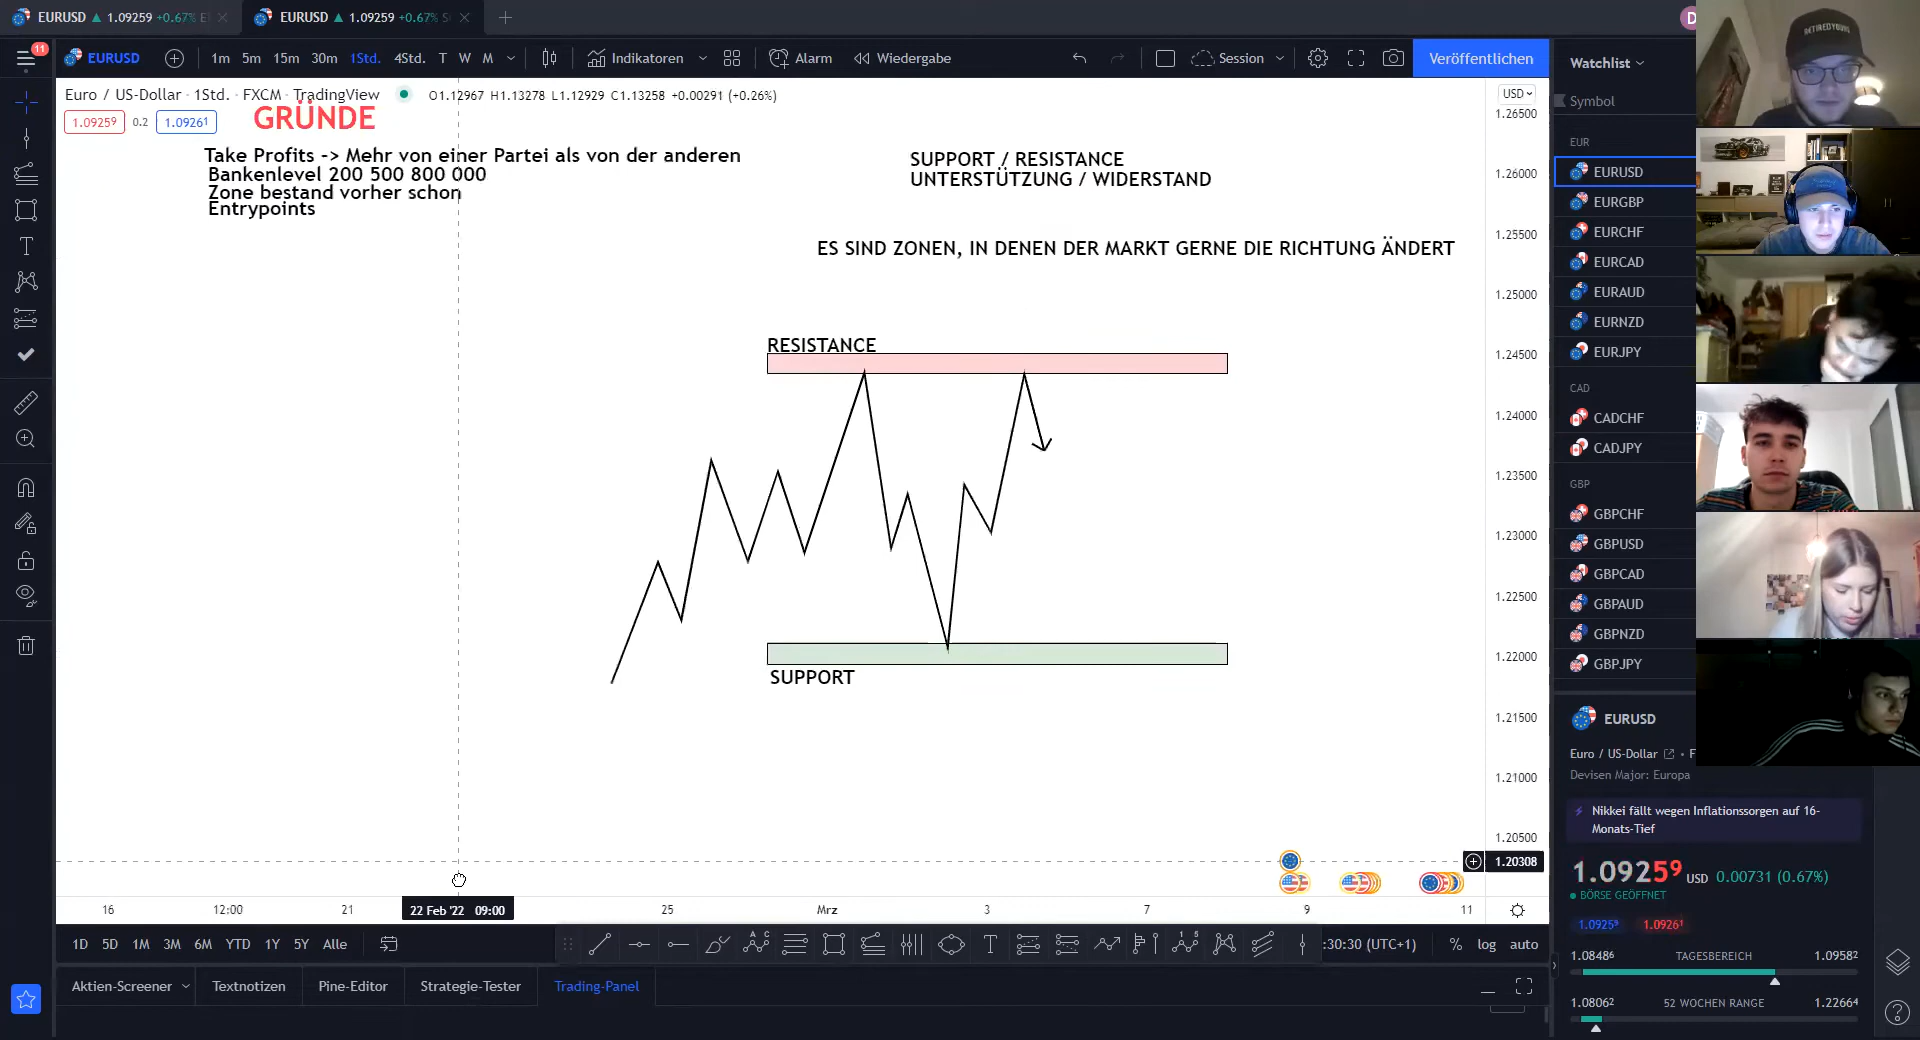 EURUSD ▲ 1.09259 +0.67%
EURUSD ▲ 1.09259 +0.67%
11
EURUSD
1m 5m 15m 30m 1Std. 4Std. T W M
Indikatoren
Alarm
Wiedergabe
Session
Veröffentlichen
Euro / US-Dollar · 1Std. · FXCM · TradingView
O1.12967 H1.13278 L1.12929 C1.13258 +0.00291 (+0.26%)
1.09259 0.2 1.09261
GRÜNDE
Take Profits -> Mehr von einer Partei als von der anderen
Bankenlevel 200 500 800 000
Zone bestand vorher schon
Entrypoints
SUPPORT / RESISTANCE
UNTERSTÜTZUNG / WIDERSTAND
ES SIND ZONEN, IN DENEN DER MARKT GERNE DIE RICHTUNG ÄNDERT
RESISTANCE
SUPPORT
USD
1.26500
1.26000
1.25500
1.25000
1.24500
1.24000
1.23500
1.23000
1.22500
1.22000
1.21500
1.21000
1.20500
1.20308
16 12:00 21 22 Feb '22 09:00 25 Mrz 3 7 9 11
1D 5D 1M 3M 6M YTD 1Y 5Y Alle
:30:30 (UTC+1) % log auto
Aktien-Screener Textnotizen Pine-Editor Strategie-Tester Trading-Panel
Watchlist
Symbol
EUR
EURUSD
EURGBP
EURCHF
EURCAD
EURAUD
EURNZD
EURJPY
CAD
CADCHF
CADJPY
GBP
GBPCHF
GBPUSD
GBPCAD
GBPAUD
GBPNZD
GBPJPY
EURUSD
Euro / US-Dollar
Devisen Major: Europa
Nikkei fällt wegen Inflationssorgen auf 16-
Monats-Tief
1.09259 USD 0.00731 (0.67%)
BÖRSE GEÖFFNET
1.09259 1.09261
1.08486 TAGESBEREICH 1.09582
1.08062 52 WOCHEN RANGE 1.22664